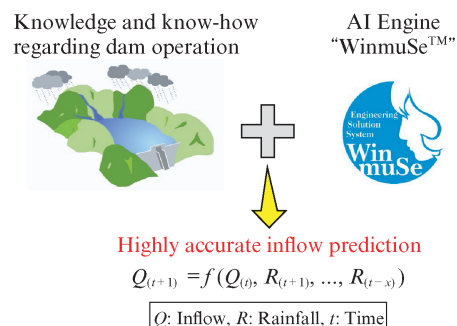 Knowledge and know-how
regarding dam operation
AI Engine
“WinmuSe™”
Engineering
Solution
System
Win
muSe
Highly accurate inflow prediction
Q(t+1) = f (Q(t), R(t+1), ..., R(t−x))
Q: Inflow, R: Rainfall, t: Time